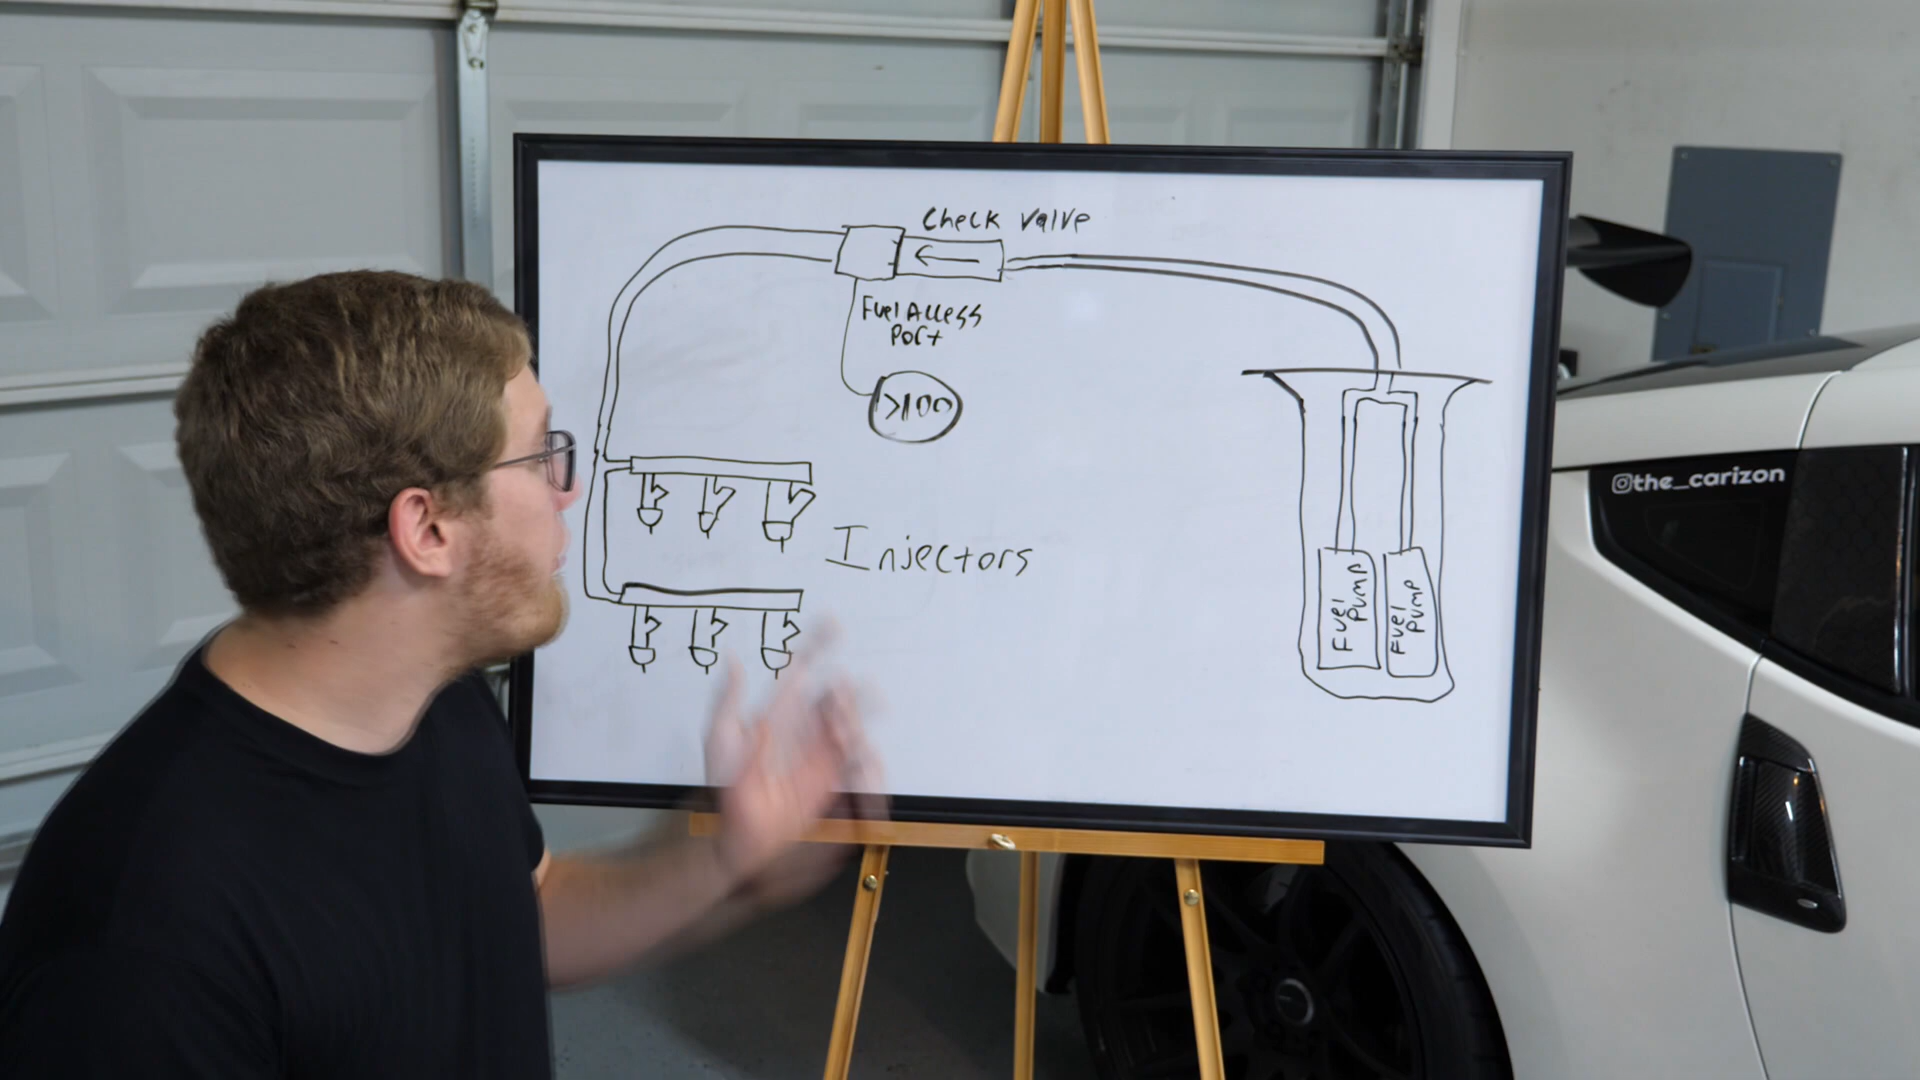 Check valve
Fuel Access
Port
>100
Injectors
Fuel
Pump
Fuel
Pump
the_carizon